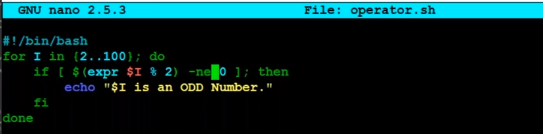 GNU nano 2.5.3 File: operator.sh
#!/bin/bash
for I in {2..100}; do
if [ $(expr $I % 2) -ne 0 ]; then
echo "$I is an ODD Number."
fi
done